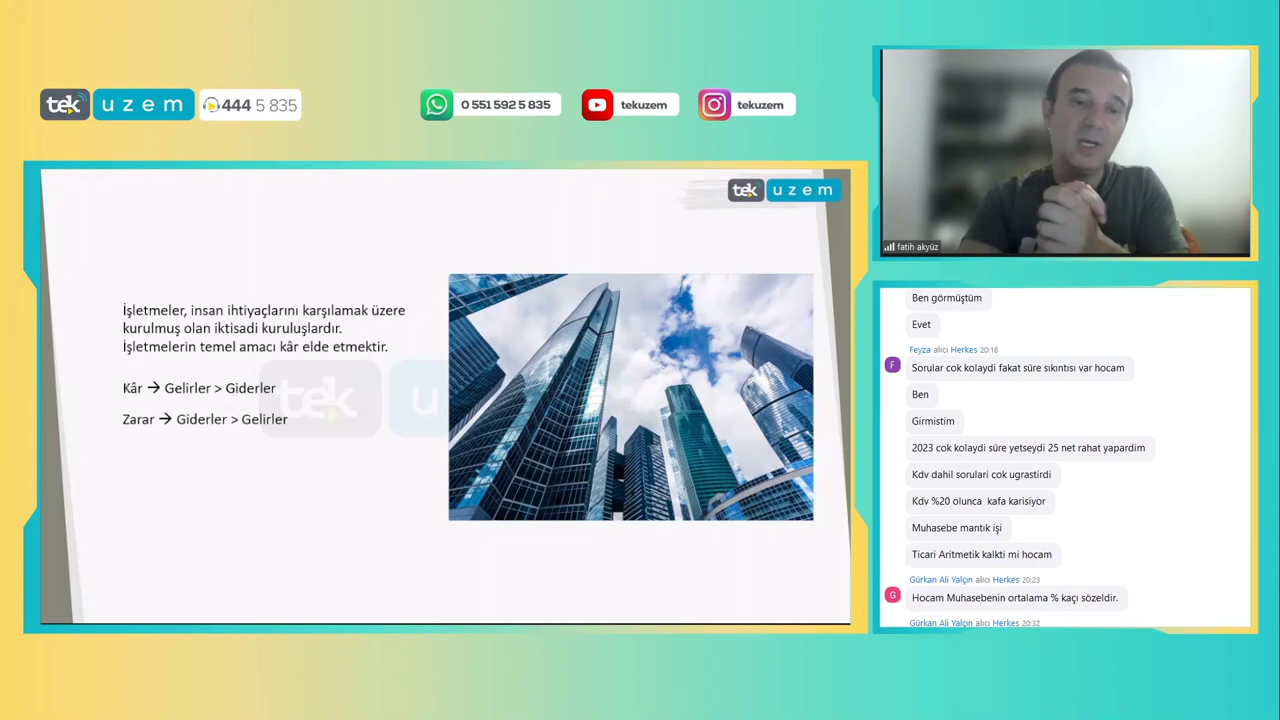 tek uzem 444 5 835
0 551 592 5 835
tekuzem
tekuzem
tek uzem
İşletmeler, insan ihtiyaçlarını karşılamak üzere
kurulmuş olan iktisadi kuruluşlardır.
İşletmelerin temel amacı kâr elde etmektir.
Kâr → Gelirler > Giderler
Zarar → Giderler > Gelirler
tek u
fatih akyüz
Ben görmüştüm
Evet
Feyza alıcı Herkes 20:18
F
Sorular cok kolaydi fakat süre sıkıntısı var hocam
Ben
Girmistim
2023 cok kolaydi süre yetseydi 25 net rahat yapardim
Kdv dahil sorulari cok ugrastirdi
Kdv %20 olunca kafa karisiyor
Muhasebe mantık işi
Ticari Aritmetik kalkti mi hocam
Gürkan Ali Yalçın alıcı Herkes 20:23
G
Hocam Muhasebenin ortalama % kaçı sözeldir.
Gürkan Ali Yalçın alıcı Herkes 20:32